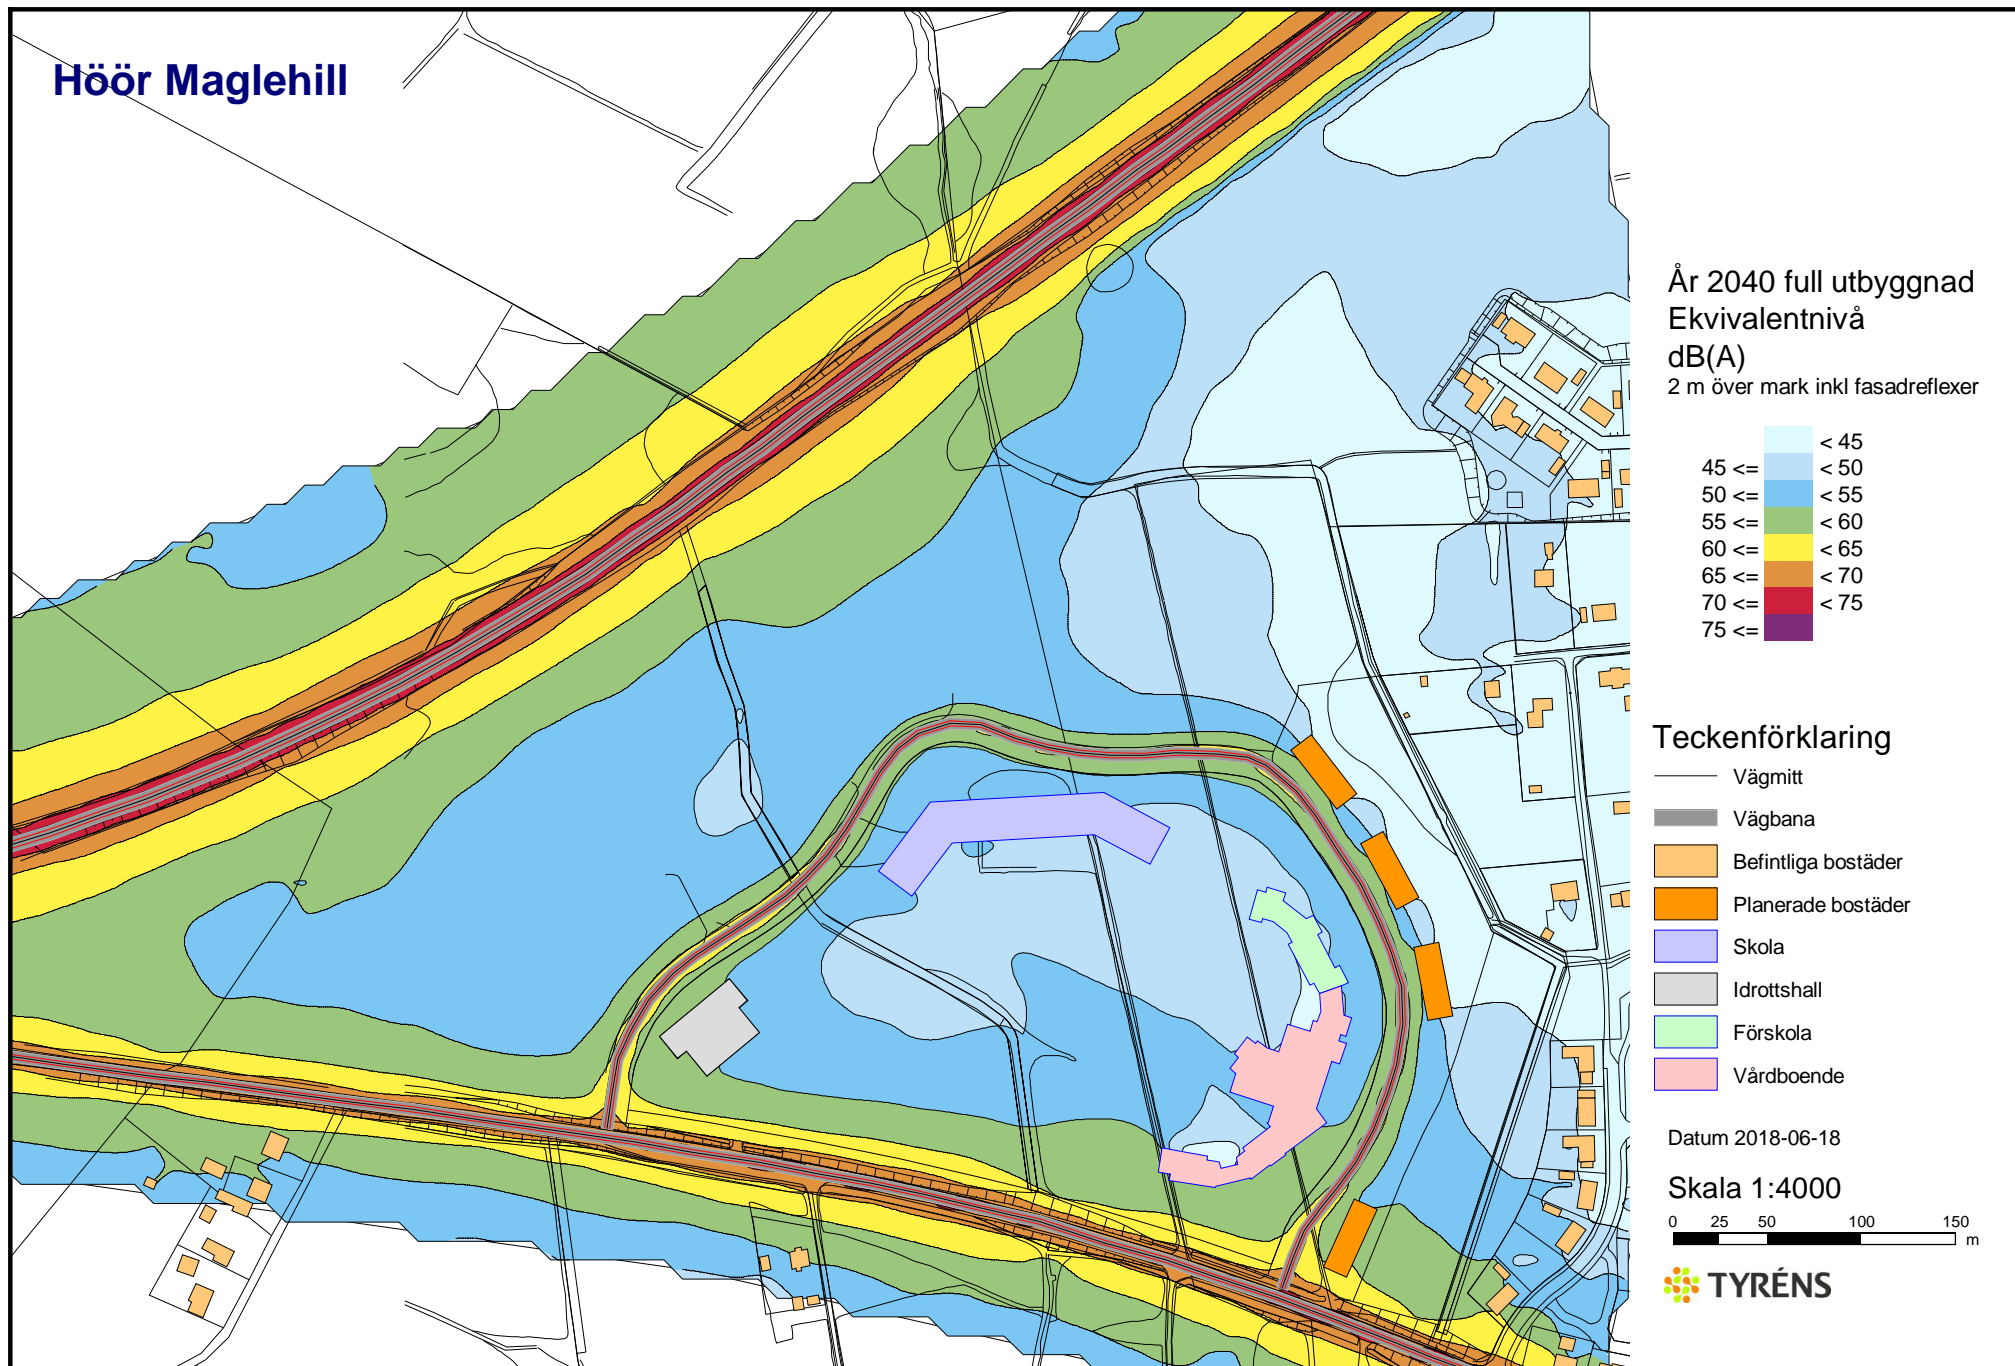 Höör Maglehill
År 2040 full utbyggnad
Ekvivalentnivå
dB(A)
2 m över mark inkl fasadreflexer
< 45
45 <= < 50
50 <= < 55
55 <= < 60
60 <= < 65
65 <= < 70
70 <= < 75
75 <=
Teckenförklaring
Vägmitt
Vägbana
Befintliga bostäder
Planerade bostäder
Skola
Idrottshall
Förskola
Vårdboende
Datum 2018-06-18
Skala 1:4000
0 25 50 100 150
m
TYRÉNS